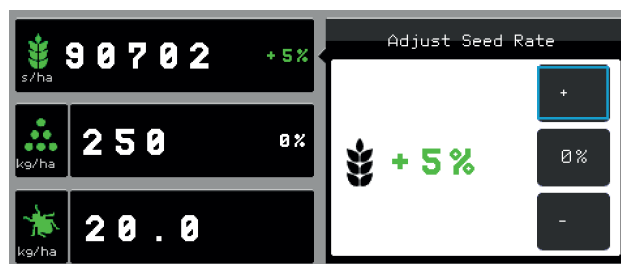 90702 +5%
s/ha
250 0%
kg/ha
20.0
kg/ha
Adjust Seed Rate
+
+5%
0%
-